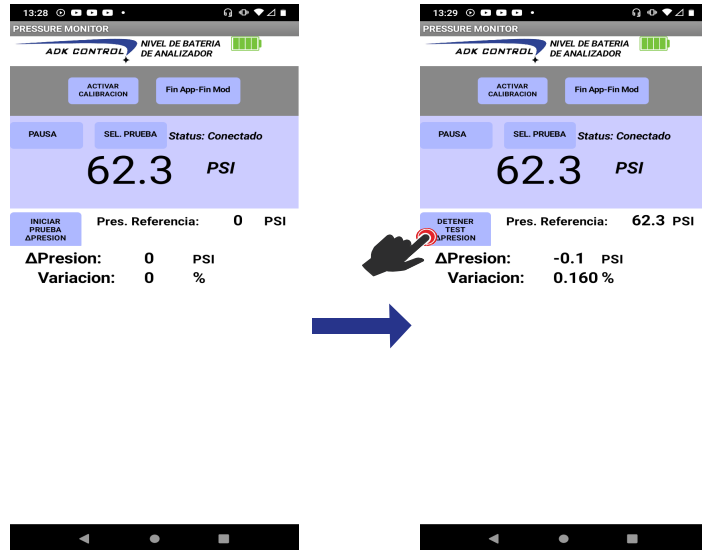 13:28
PRESSURE MONITOR
ADK CONTROL
NIVEL DE BATERIA
DE ANALIZADOR
ACTIVAR
CALIBRACION
Fin App-Fin Mod
PAUSA
SEL. PRUEBA
Status: Conectado
62.3 PSI
INICIAR
PRUEBA
ΔPRESION
Pres. Referencia: 0 PSI
ΔPresion: 0 PSI
Variacion: 0 %
13:29
PRESSURE MONITOR
ADK CONTROL
NIVEL DE BATERIA
DE ANALIZADOR
ACTIVAR
CALIBRACION
Fin App-Fin Mod
PAUSA
SEL. PRUEBA
Status: Conectado
62.3 PSI
DETENER
TEST
ΔPRESION
Pres. Referencia: 62.3 PSI
ΔPresion: -0.1 PSI
Variacion: 0.160 %